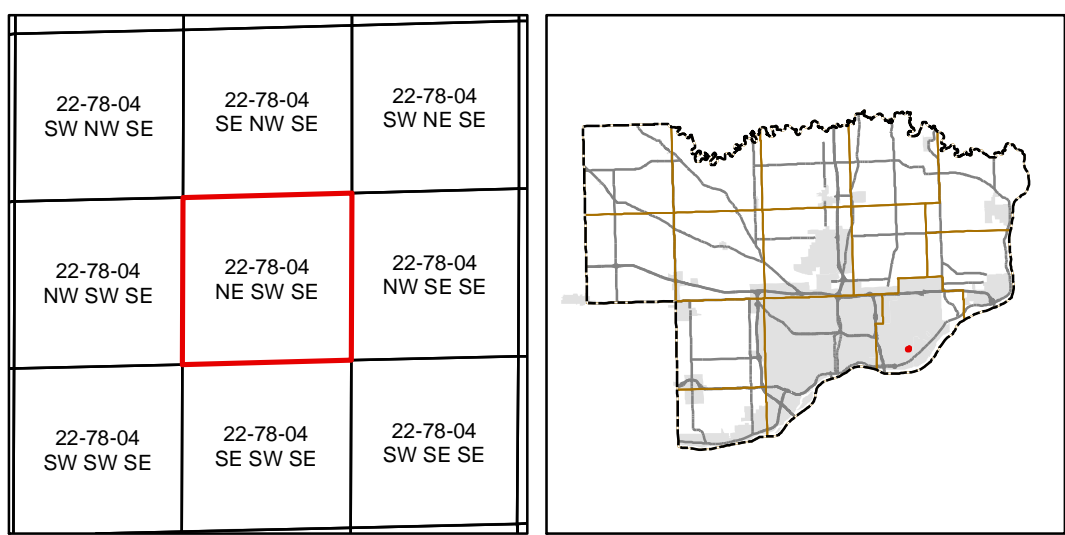 22-78-04
SW NW SE
22-78-04
SE NW SE
22-78-04
SW NE SE
22-78-04
NW SW SE
22-78-04
NE SW SE
22-78-04
NW SE SE
22-78-04
SW SW SE
22-78-04
SE SW SE
22-78-04
SW SE SE